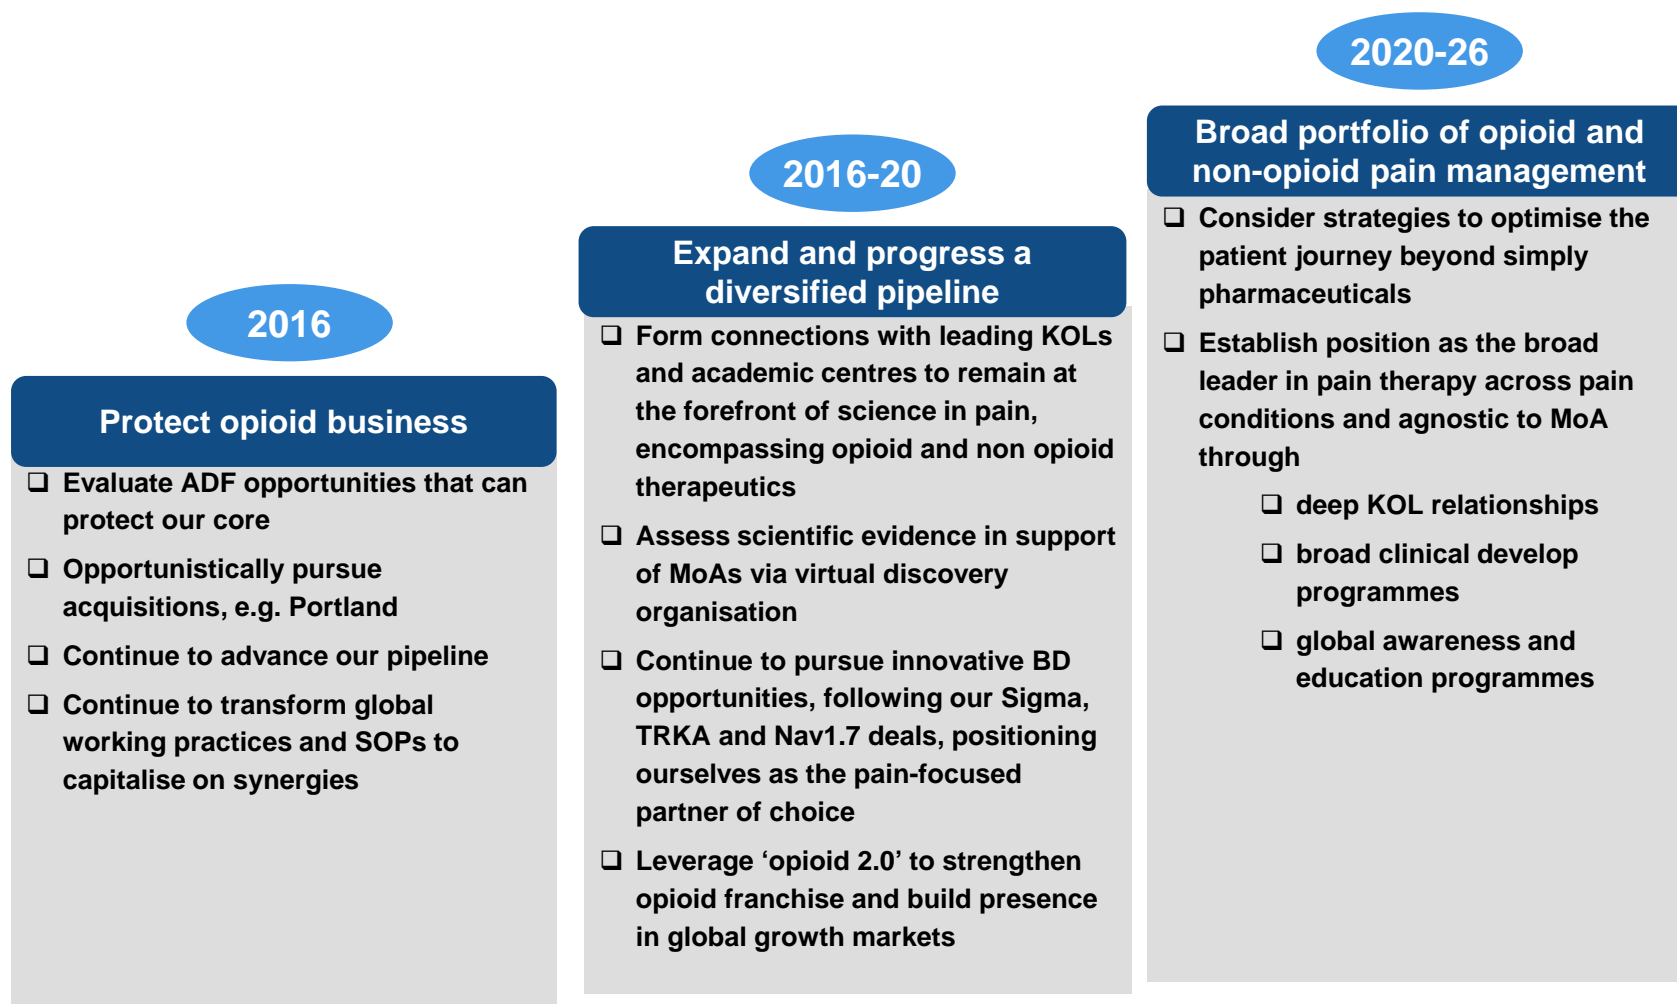 2016
Protect opioid business
❑ Evaluate ADF opportunities that can
protect our core
❑ Opportunistically pursue
acquisitions, e.g. Portland
❑ Continue to advance our pipeline
❑ Continue to transform global
working practices and SOPs to
capitalise on synergies
2016-20
Expand and progress a
diversified pipeline
❑ Form connections with leading KOLs
and academic centres to remain at
the forefront of science in pain,
encompassing opioid and non opioid
therapeutics
❑ Assess scientific evidence in support
of MoAs via virtual discovery
organisation
❑ Continue to pursue innovative BD
opportunities, following our Sigma,
TRKA and Nav1.7 deals, positioning
ourselves as the pain-focused
partner of choice
❑ Leverage ‘opioid 2.0’ to strengthen
opioid franchise and build presence
in global growth markets
2020-26
Broad portfolio of opioid and
non-opioid pain management
❑ Consider strategies to optimise the
patient journey beyond simply
pharmaceuticals
❑ Establish position as the broad
leader in pain therapy across pain
conditions and agnostic to MoA
through
❑ deep KOL relationships
❑ broad clinical develop
programmes
❑ global awareness and
education programmes